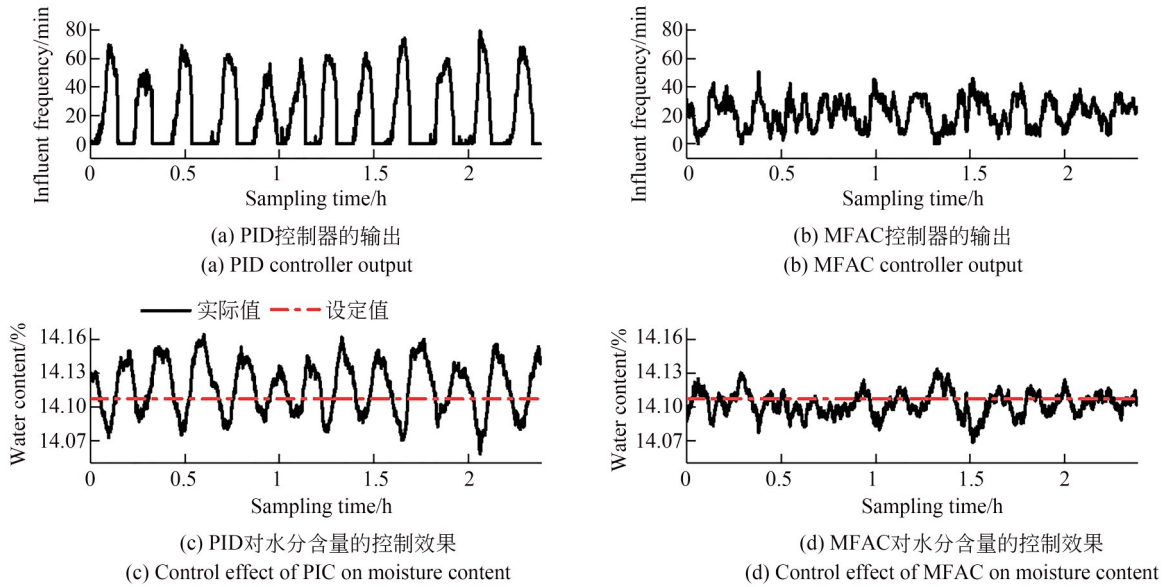 Influent frequency/min
80
60
40
20
0
0
0.5
1
1.5
2
Sampling time/h
(a) PID控制器的输出
(a) PID controller output
Influent frequency/min
80
60
40
20
0
0
0.5
1
1.5
2
Sampling time/h
(b) MFAC控制器的输出
(b) MFAC controller output
实际值 设定值
Water content/%
14.16
14.13
14.10
14.07
0
0.5
1
1.5
2
Sampling time/h
(c) PID对水分含量的控制效果
(c) Control effect of PIC on moisture content
Water content/%
14.16
14.13
14.10
14.07
0
0.5
1
1.5
2
Sampling time/h
(d) MFAC对水分含量的控制效果
(d) Control effect of MFAC on moisture content